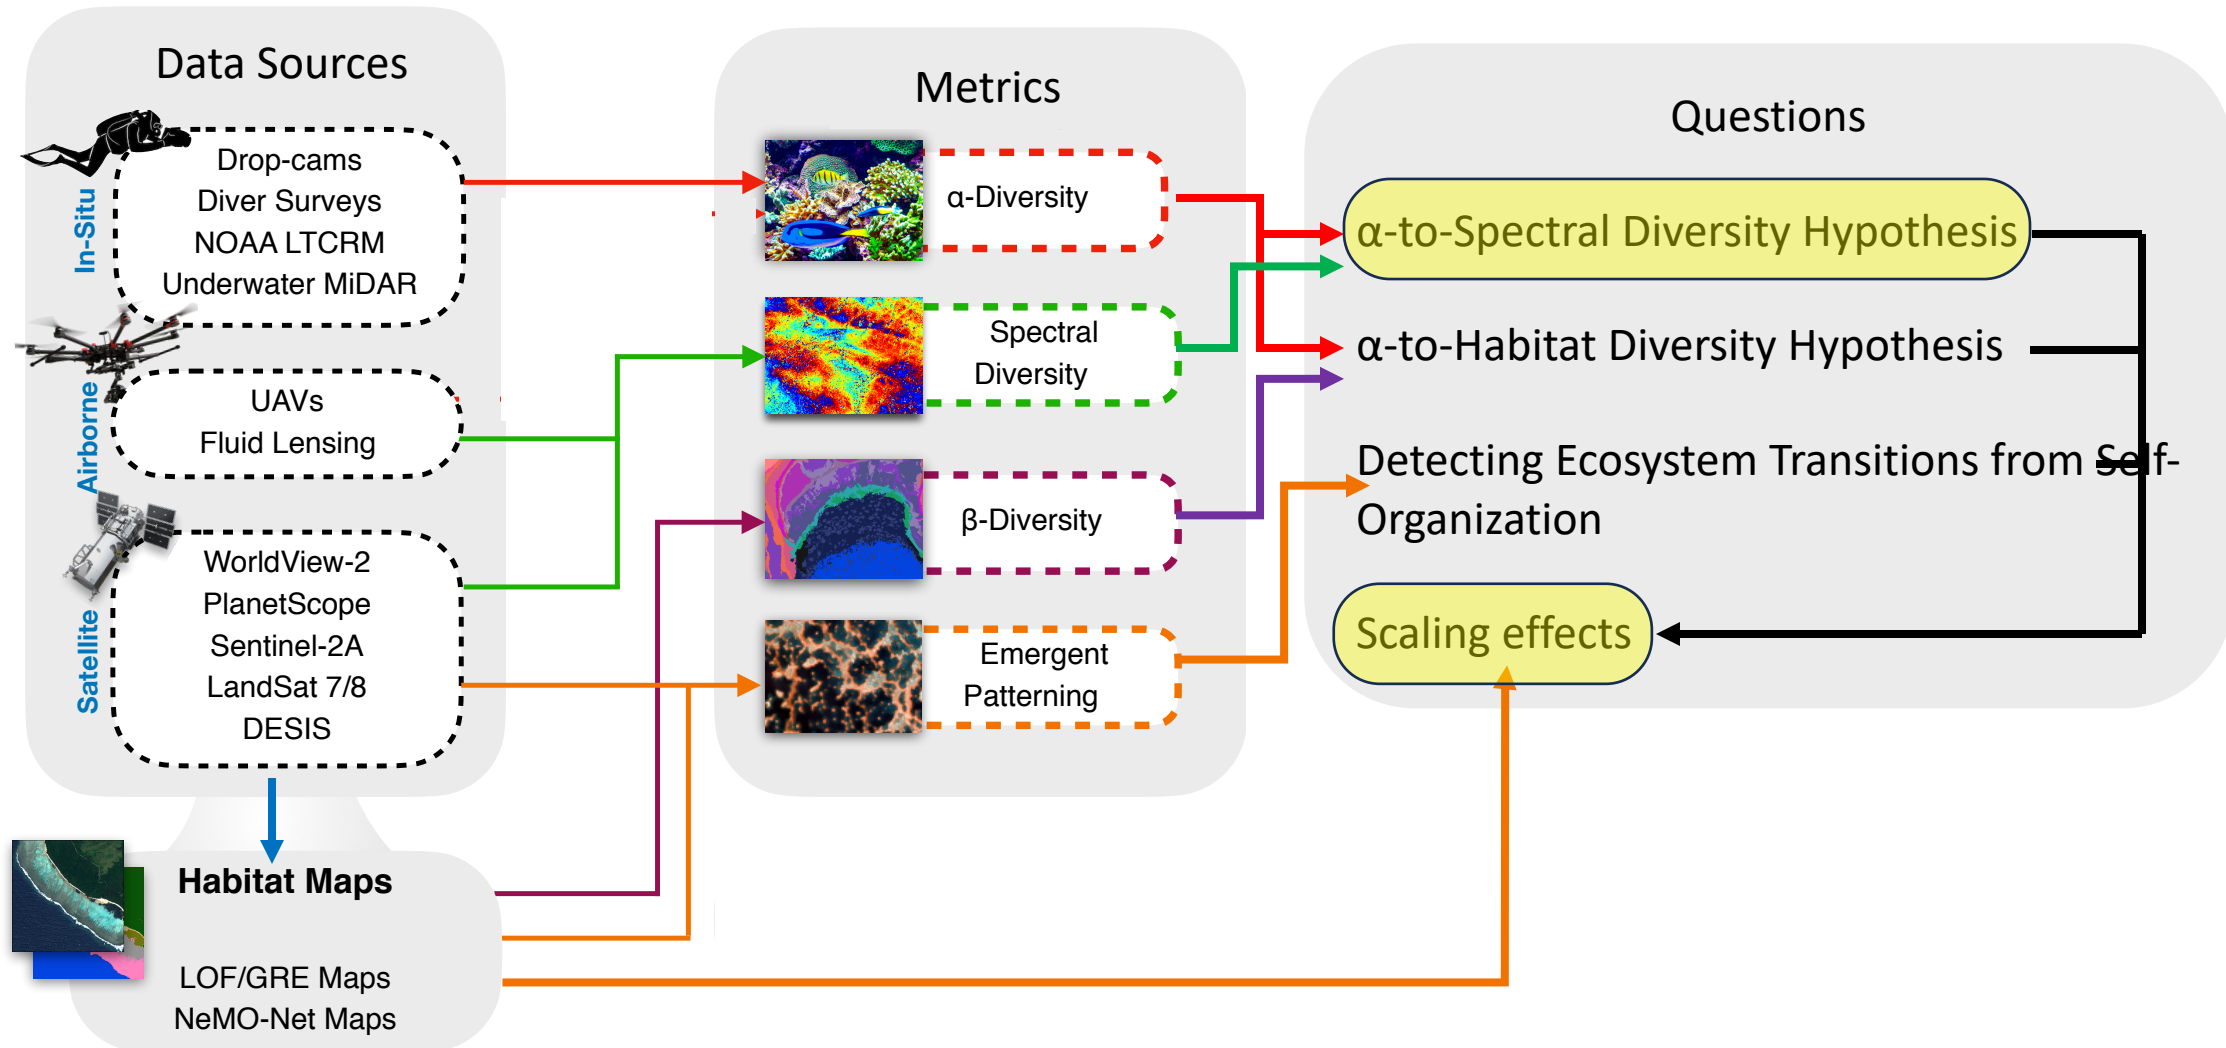 Data Sources
In-Situ
Drop-cams
Diver Surveys
NOAA LTCRM
Underwater MiDAR
Airborne
UAVs
Fluid Lensing
Satellite
WorldView-2
PlanetScope
Sentinel-2A
LandSat 7/8
DESIS
Habitat Maps
LOF/GRE Maps
NeMO-Net Maps
Metrics
α-Diversity
Spectral
Diversity
β-Diversity
Emergent
Patterning
Questions
α-to-Spectral Diversity Hypothesis
α-to-Habitat Diversity Hypothesis
Detecting Ecosystem Transitions from Self-
Organization
Scaling effects